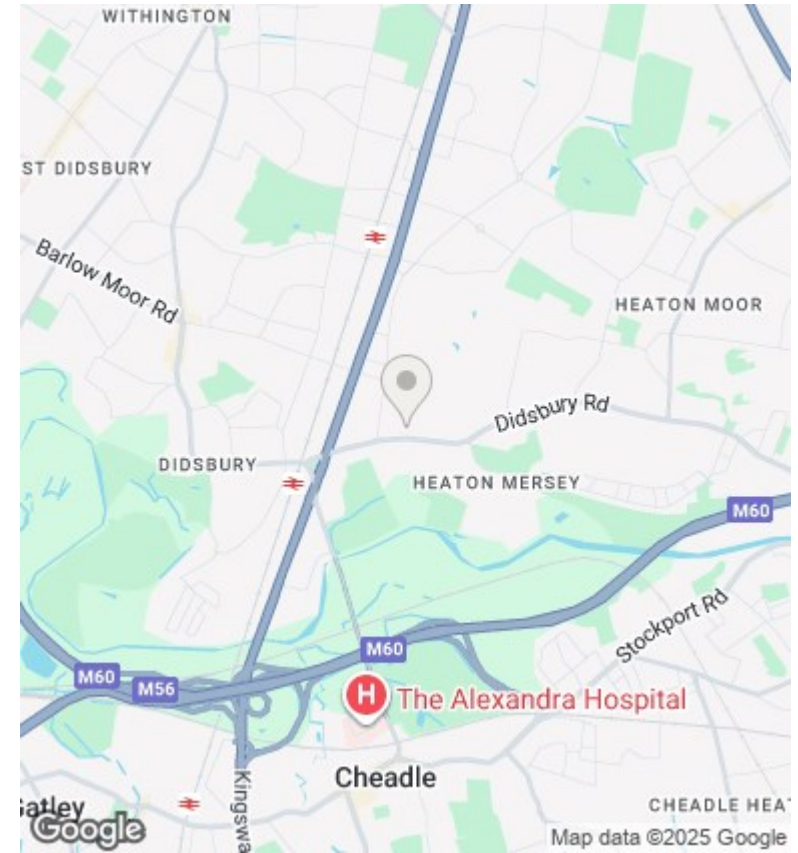 WITHINGTON
ST DIDSBURY
Barlow Moor Rd
HEATON MOOR
Didsbury Rd
DIDSBURY
HEATON MERSEY
M60
Stockport Rd
M60
M60
M56
H
The Alexandra Hospital
Cheadle
Kingswa
atley
CHEADLE HEAT
Google
Map data ©2025 Google